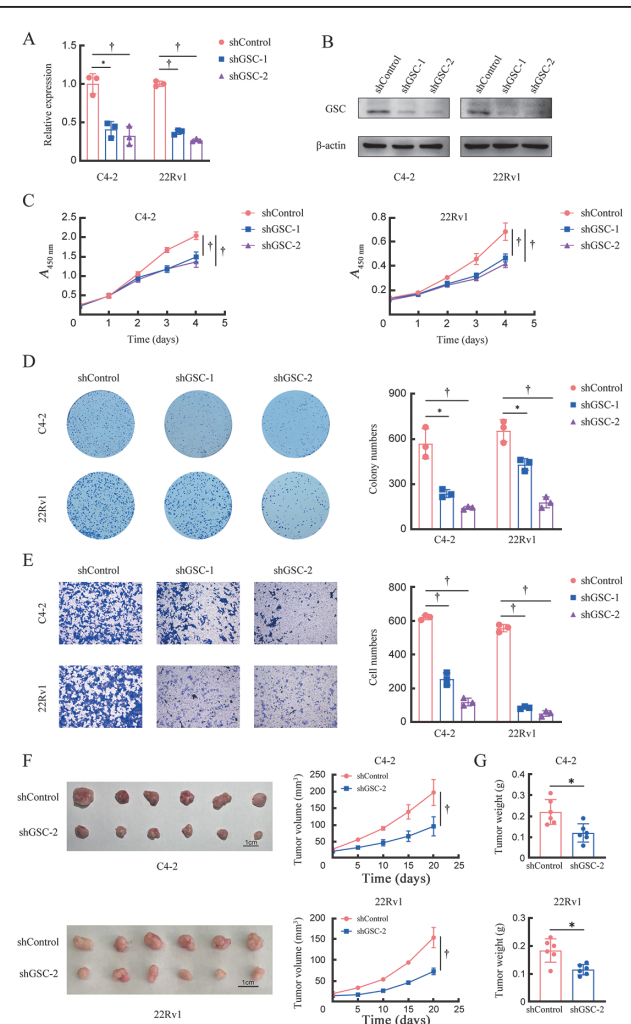 A
shControl
shGSC-1
shGSC-2
Relative expression
1.5
1.0
0.5
0
†
*
†
†
C4-2
22Rv1
B
shControl
shGSC-1
shGSC-2
shControl
shGSC-1
shGSC-2
GSC
β-actin
C4-2
22Rv1
C
C4-2
shControl
shGSC-1
shGSC-2
A450 nm
2.5
2.0
1.5
1.0
0.5
0
1
2
3
4
5
† †
Time (days)
22Rv1
shControl
shGSC-1
shGSC-2
A450 nm
0.8
0.6
0.4
0.2
0
1
2
3
4
5
† †
Time (days)
D
shControl
shGSC-1
shGSC-2
C4-2
22Rv1
Colony numbers
900
600
300
0
†
*
†
*
C4-2
22Rv1
shControl
shGSC-1
shGSC-2
E
shControl
shGSC-1
shGSC-2
C4-2
22Rv1
Cell numbers
800
600
400
200
0
†
†
†
†
C4-2
22Rv1
shControl
shGSC-1
shGSC-2
F
shControl
shGSC-2
1cm
C4-2
C4-2
shControl
shGSC-2
Tumor volume (mm³)
250
200
150
100
50
0
5
10
15
20
25
†
Time (days)
G
C4-2
Tumor weight (g)
0.4
0.3
0.2
0.1
0
*
shControl
shGSC-2
shControl
shGSC-2
1cm
22Rv1
22Rv1
shControl
shGSC-2
Tumor volume (mm³)
200
150
100
50
0
5
10
15
20
25
†
Time (days)
22Rv1
Tumor weight (g)
0.3
0.2
0.1
0
*
shControl
shGSC-2